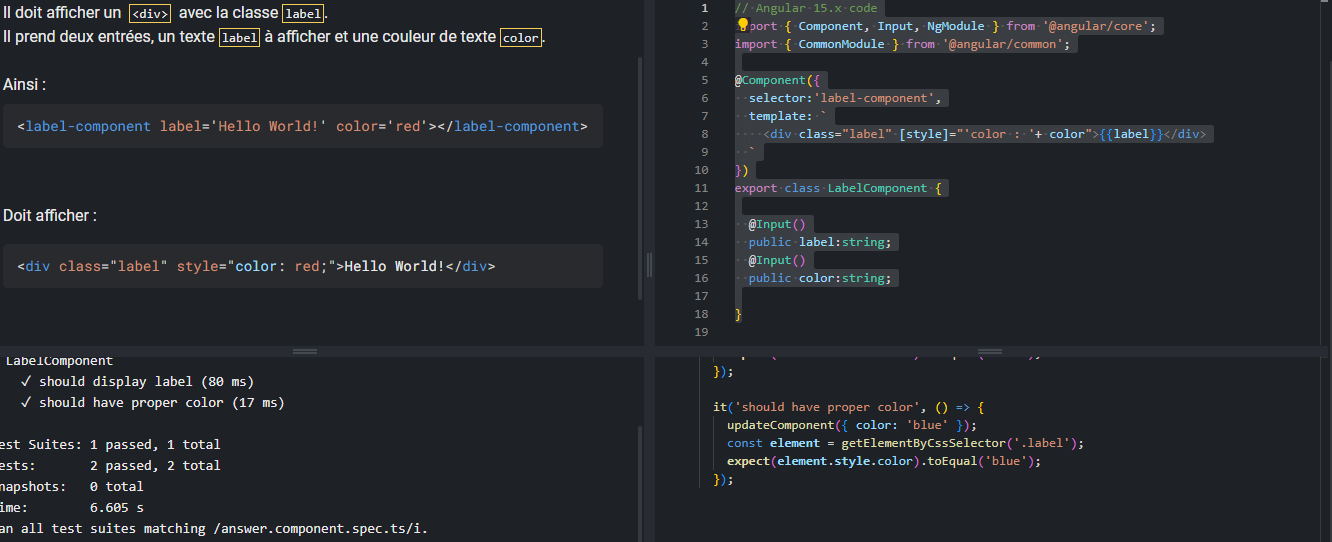 Il doit afficher un <div> avec la classe label.
Il prend deux entrées, un texte label à afficher et une couleur de texte color.
Ainsi :
<label-component label='Hello World!' color='red'></label-component>
Doit afficher :
<div class="label" style="color: red;">Hello World!</div>
LabelComponent
✓ should display label (80 ms)
✓ should have proper color (17 ms)
est Suites: 1 passed, 1 total
ests: 2 passed, 2 total
napshots: 0 total
ime: 6.605 s
an all test suites matching /answer.component.spec.ts/i.
1 // Angular 15.x code
2 port { Component, Input, NgModule } from '@angular/core';
3 import { CommonModule } from '@angular/common';
4
5 @Component({
6 selector:'label-component',
7 template: `
8 <div class="label" [style]="'color : '+ color">{{label}}</div>
9 `
10 })
11 export class LabelComponent {
12
13 @Input()
14 public label:string;
15 @Input()
16 public color:string;
17
18 }
19
});
it('should have proper color', () => {
updateComponent({ color: 'blue' });
const element = getElementByCssSelector('.label');
expect(element.style.color).toEqual('blue');
});